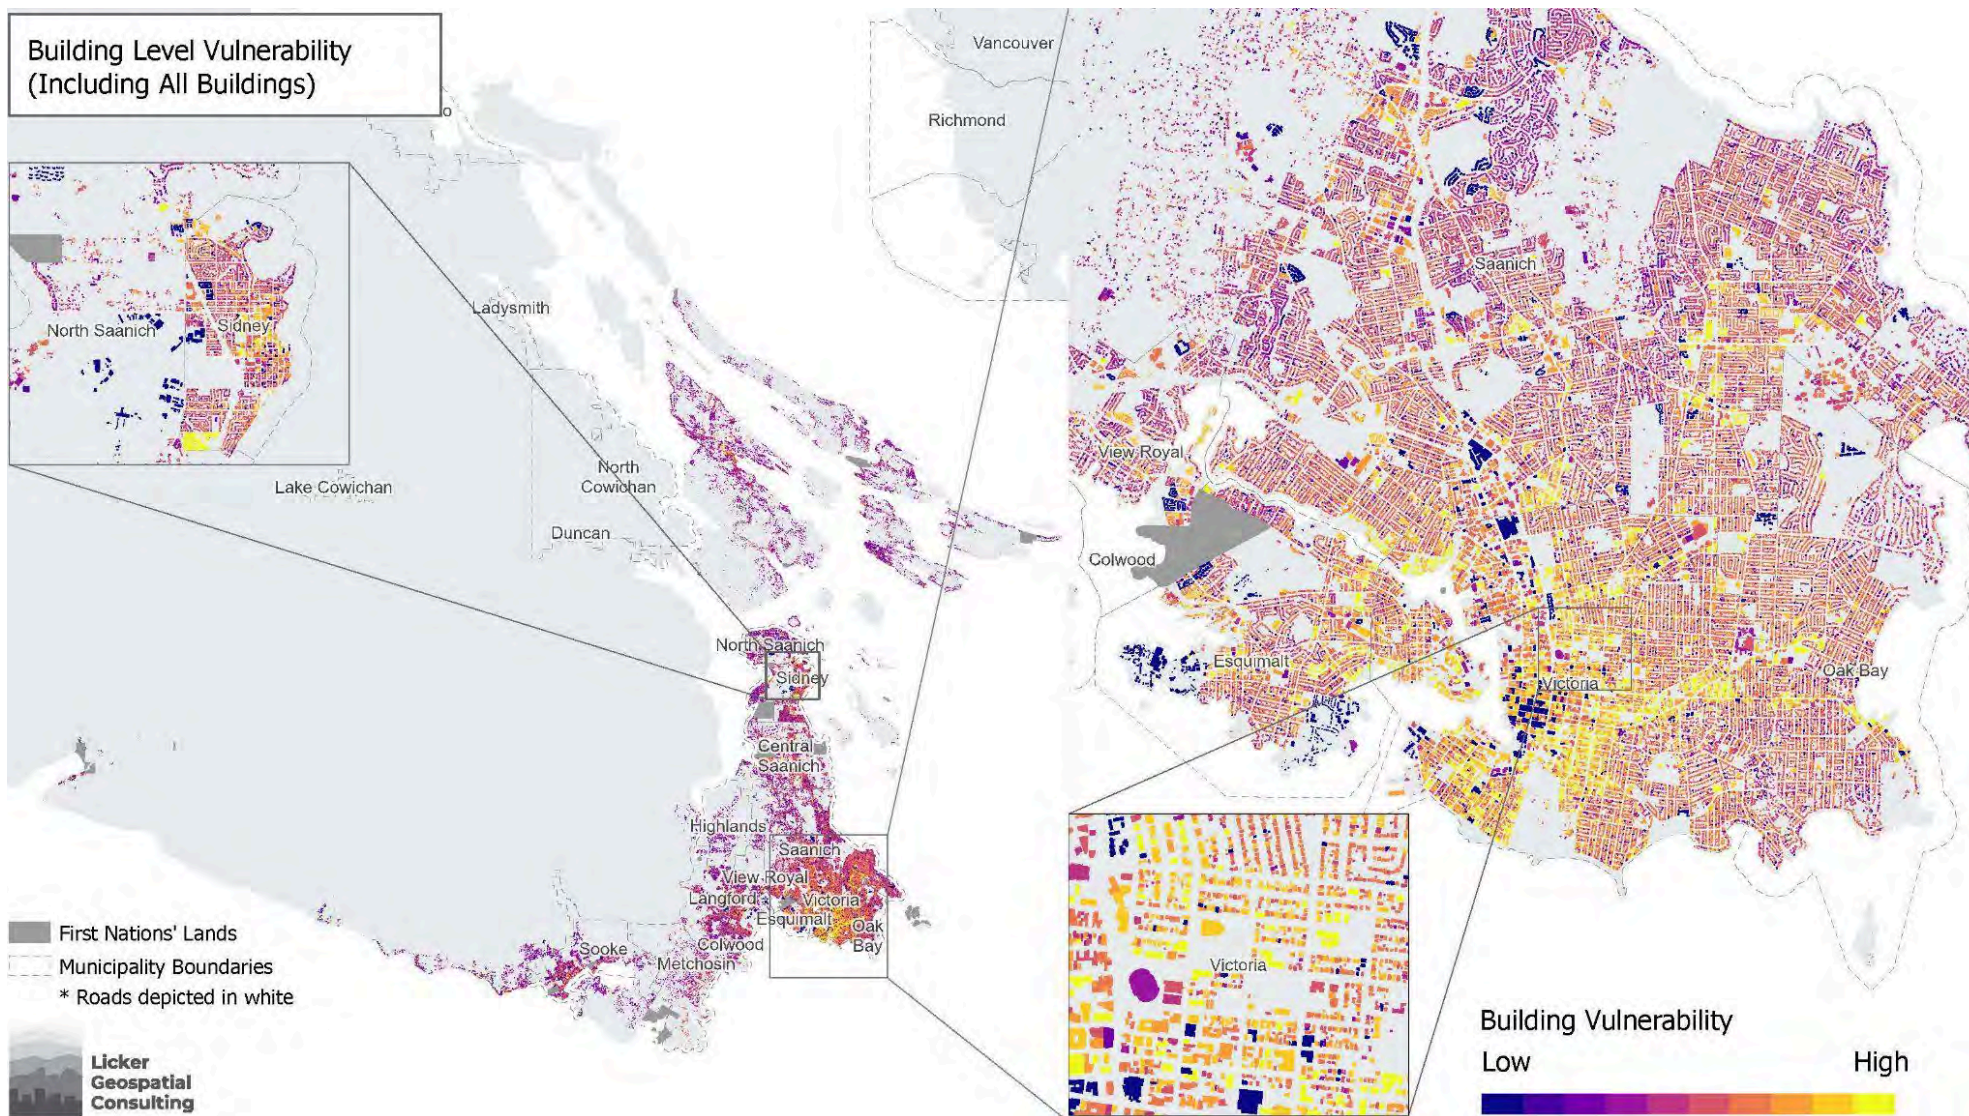 Building Level Vulnerability
(Including All Buildings)
o
Vancouver
Richmond
North Saanich
Sidney
Ladysmith
Lake Cowichan
North
Cowichan
Duncan
North Saanich
Sidney
Central
Saanich
Highlands
Saanich
View Royal
Langford
Victoria
Esquimalt
Oak
Bay
Colwood
Sooke
Metchosin
Saanich
View Royal
Colwood
Esquimalt
Victoria
Oak Bay
Victoria
First Nations' Lands
Municipality Boundaries
* Roads depicted in white
Licker
Geospatial
Consulting
Building Vulnerability
Low High